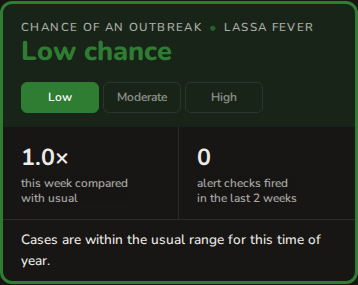 CHANCE OF AN OUTBREAK • LASSA FEVER
Low chance
Low Moderate High
1.0× 0
this week compared alert checks fired
with usual in the last 2 weeks
Cases are within the usual range for this time of
year.